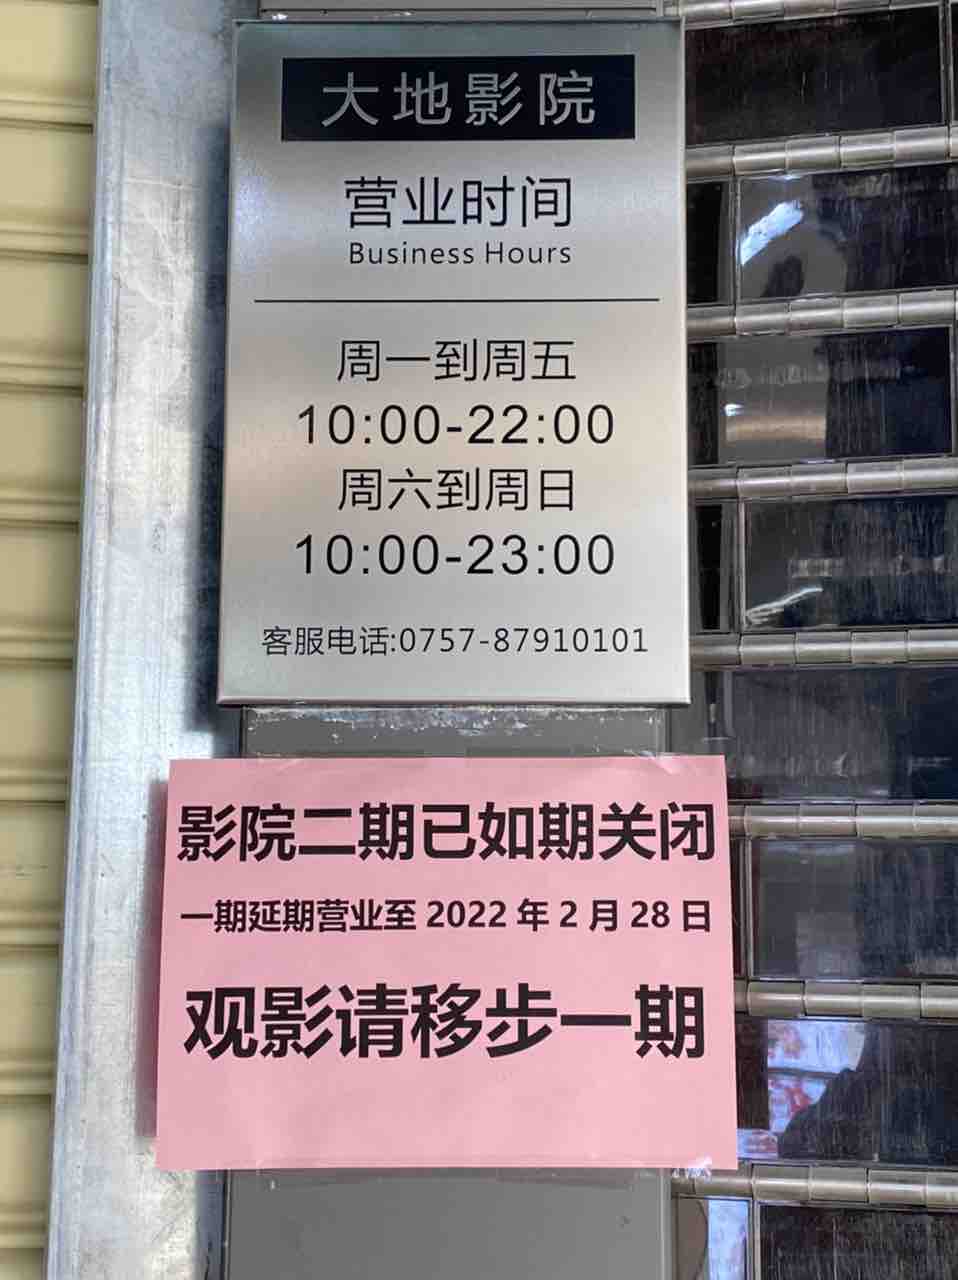 大地影院
营业时间
Business Hours
周一到周五
10:00-22:00
周六到周日
10:00-23:00
客服电话:0757-87910101
影院二期已如期关闭
一期延期营业至 2022 年 2 月 28 日
观影请移步一期